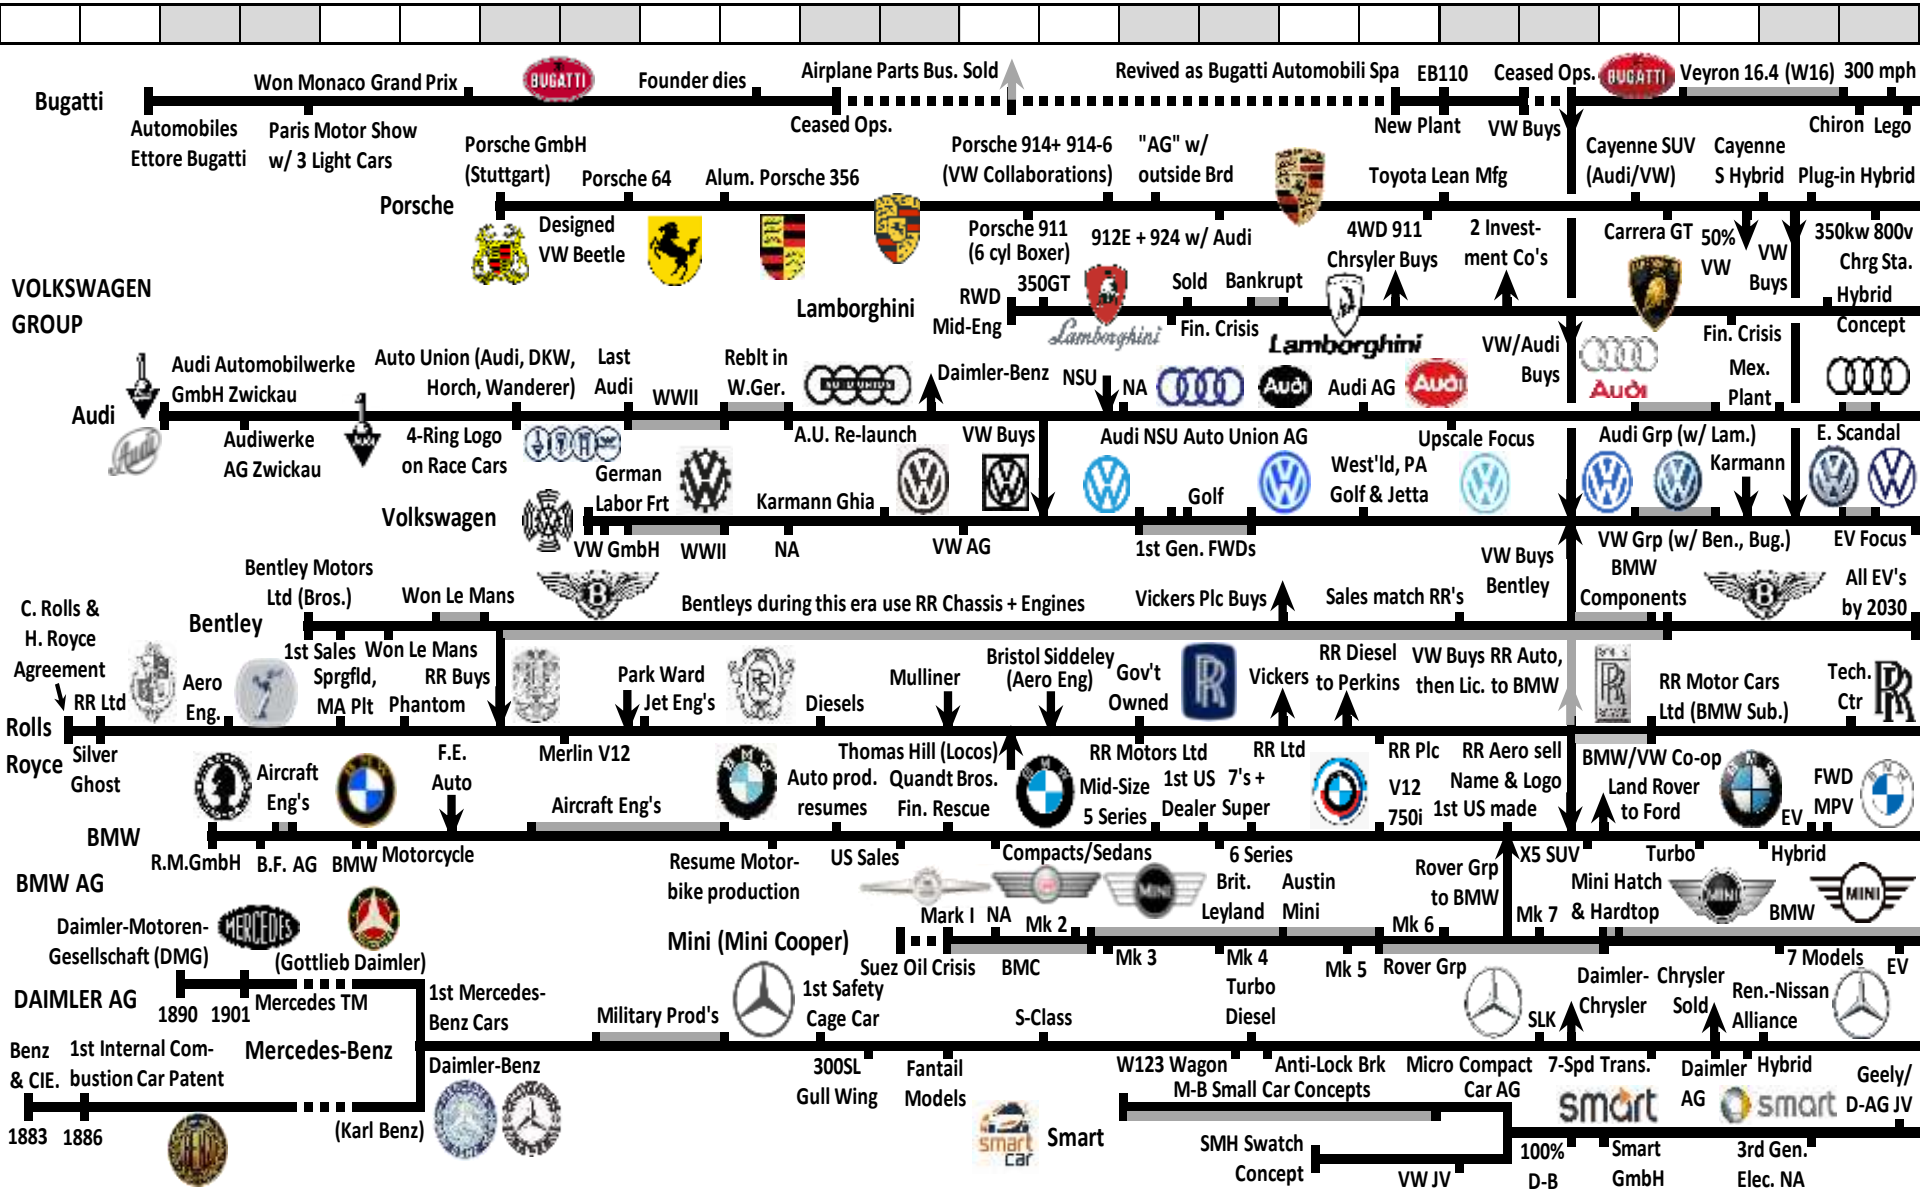 Won Monaco Grand Prix
BUGATTI
Founder dies
Airplane Parts Bus. Sold
Revived as Bugatti Automobili Spa
EB110
Ceased Ops.
BUGATTI
Veyron 16.4 (W16)
300 mph
Bugatti
Automobiles
Ettore Bugatti
Paris Motor Show
w/ 3 Light Cars
Ceased Ops.
New Plant
VW Buys
Chiron
Lego
Porsche GmbH
(Stuttgart)
Porsche 64
Alum. Porsche 356
Porsche 914+ 914-6
(VW Collaborations)
"AG" w/
outside Brd
Toyota Lean Mfg
Cayenne SUV
(Audi/VW)
Cayenne
S Hybrid
Plug-in Hybrid
Porsche
Designed
VW Beetle
Porsche 911
(6 cyl Boxer)
912E + 924 w/ Audi
4WD 911
Chrsyler Buys
2 Invest-
ment Co's
Carrera GT
50%
VW
VW
Buys
350kw 800v
Chrg Sta.
VOLKSWAGEN
GROUP
Lamborghini
RWD
Mid-Eng
350GT
Lamborghini
Sold
Fin. Crisis
Bankrupt
Lamborghini
VW/Audi
Buys
Fin. Crisis
Hybrid
Concept
Audi Automobilwerke
GmbH Zwickau
Auto Union (Audi, DKW,
Horch, Wanderer)
Last
Audi
WWII
Reblt in
W.Ger.
AUTO UNION
Daimler-Benz
NSU
NA
Audi
Audi AG
Audi
Audi
Mex.
Plant
Audi
Audi
Audiwerke
AG Zwickau
4-Ring Logo
on Race Cars
A.U. Re-launch
VW Buys
Audi NSU Auto Union AG
Upscale Focus
Audi Grp (w/ Lam.)
E. Scandal
German
Labor Frt
Karmann Ghia
Golf
West'ld, PA
Golf & Jetta
Karmann
Volkswagen
VW GmbH
WWII
NA
VW AG
1st Gen. FWDs
VW Grp (w/ Ben., Bug.)
EV Focus
Bentley Motors
Ltd (Bros.)
Won Le Mans
B
Bentleys during this era use RR Chassis + Engines
Vickers Plc Buys
Sales match RR's
VW Buys
Bentley
BMW
Components
B
All EV's
by 2030
Bentley
1st Sales
Won Le Mans
C. Rolls &
H. Royce
Agreement
RR Ltd
Aero
Eng.
Sprgfld,
MA Plt
RR Buys
Phantom
Park Ward
Jet Eng's
Diesels
Mulliner
Bristol Siddeley
(Aero Eng)
Gov't
Owned
Vickers
RR Diesel
to Perkins
VW Buys RR Auto,
then Lic. to BMW
RR Motor Cars
Ltd (BMW Sub.)
Tech.
Ctr
Rolls
Royce
Silver
Ghost
Merlin V12
Thomas Hill (Locos)
RR Motors Ltd
RR Ltd
RR Plc
RR Aero sell
Name & Logo
BMW/VW Co-op
Aircraft
Eng's
BMW
F.E.
Auto
Aircraft Eng's
BMW
Auto prod.
resumes
Quandt Bros.
Fin. Rescue
BMW
Mid-Size
5 Series
1st US
Dealer
7's +
Super
V12
750i
1st US made
Land Rover
to Ford
BMW
EV
FWD
MPV
BMW
BMW
R.M.GmbH
B.F. AG
BMW
Motorcycle
Resume Motor-
bike production
US Sales
Compacts/Sedans
6 Series
X5 SUV
Turbo
Hybrid
BMW AG
MINI
Brit.
Leyland
Austin
Mini
Rover Grp
to BMW
Mini Hatch
& Hardtop
MINI
BMW
MINI
Daimler-Motoren-
Gesellschaft (DMG)
MERCEDES
Mini (Mini Cooper)
Mark I
NA
Mk 2
Mk 6
Mk 7
Suez Oil Crisis
BMC
Mk 3
Mk 4
Mk 5
Rover Grp
7 Models
EV
(Gottlieb Daimler)
DAIMLER AG
1890
1901
Mercedes TM
1st Mercedes-
Benz Cars
Military Prod's
1st Safety
Cage Car
S-Class
Turbo
Diesel
SLK
Daimler-
Chrysler
Chrysler
Sold
Ren.-Nissan
Alliance
Benz
& CIE.
1st Internal Com-
bustion Car Patent
Mercedes-Benz
Daimler-Benz
300SL
Gull Wing
Fantail
Models
W123 Wagon
Anti-Lock Brk
Micro Compact
Car AG
7-Spd Trans.
Daimler
AG
Hybrid
Geely/
D-AG JV
1883
1886
BENZ
(Karl Benz)
smart
car
Smart
M-B Small Car Concepts
smart
smart
SMH Swatch
Concept
VW JV
100%
D-B
Smart
GmbH
3rd Gen.
Elec. NA